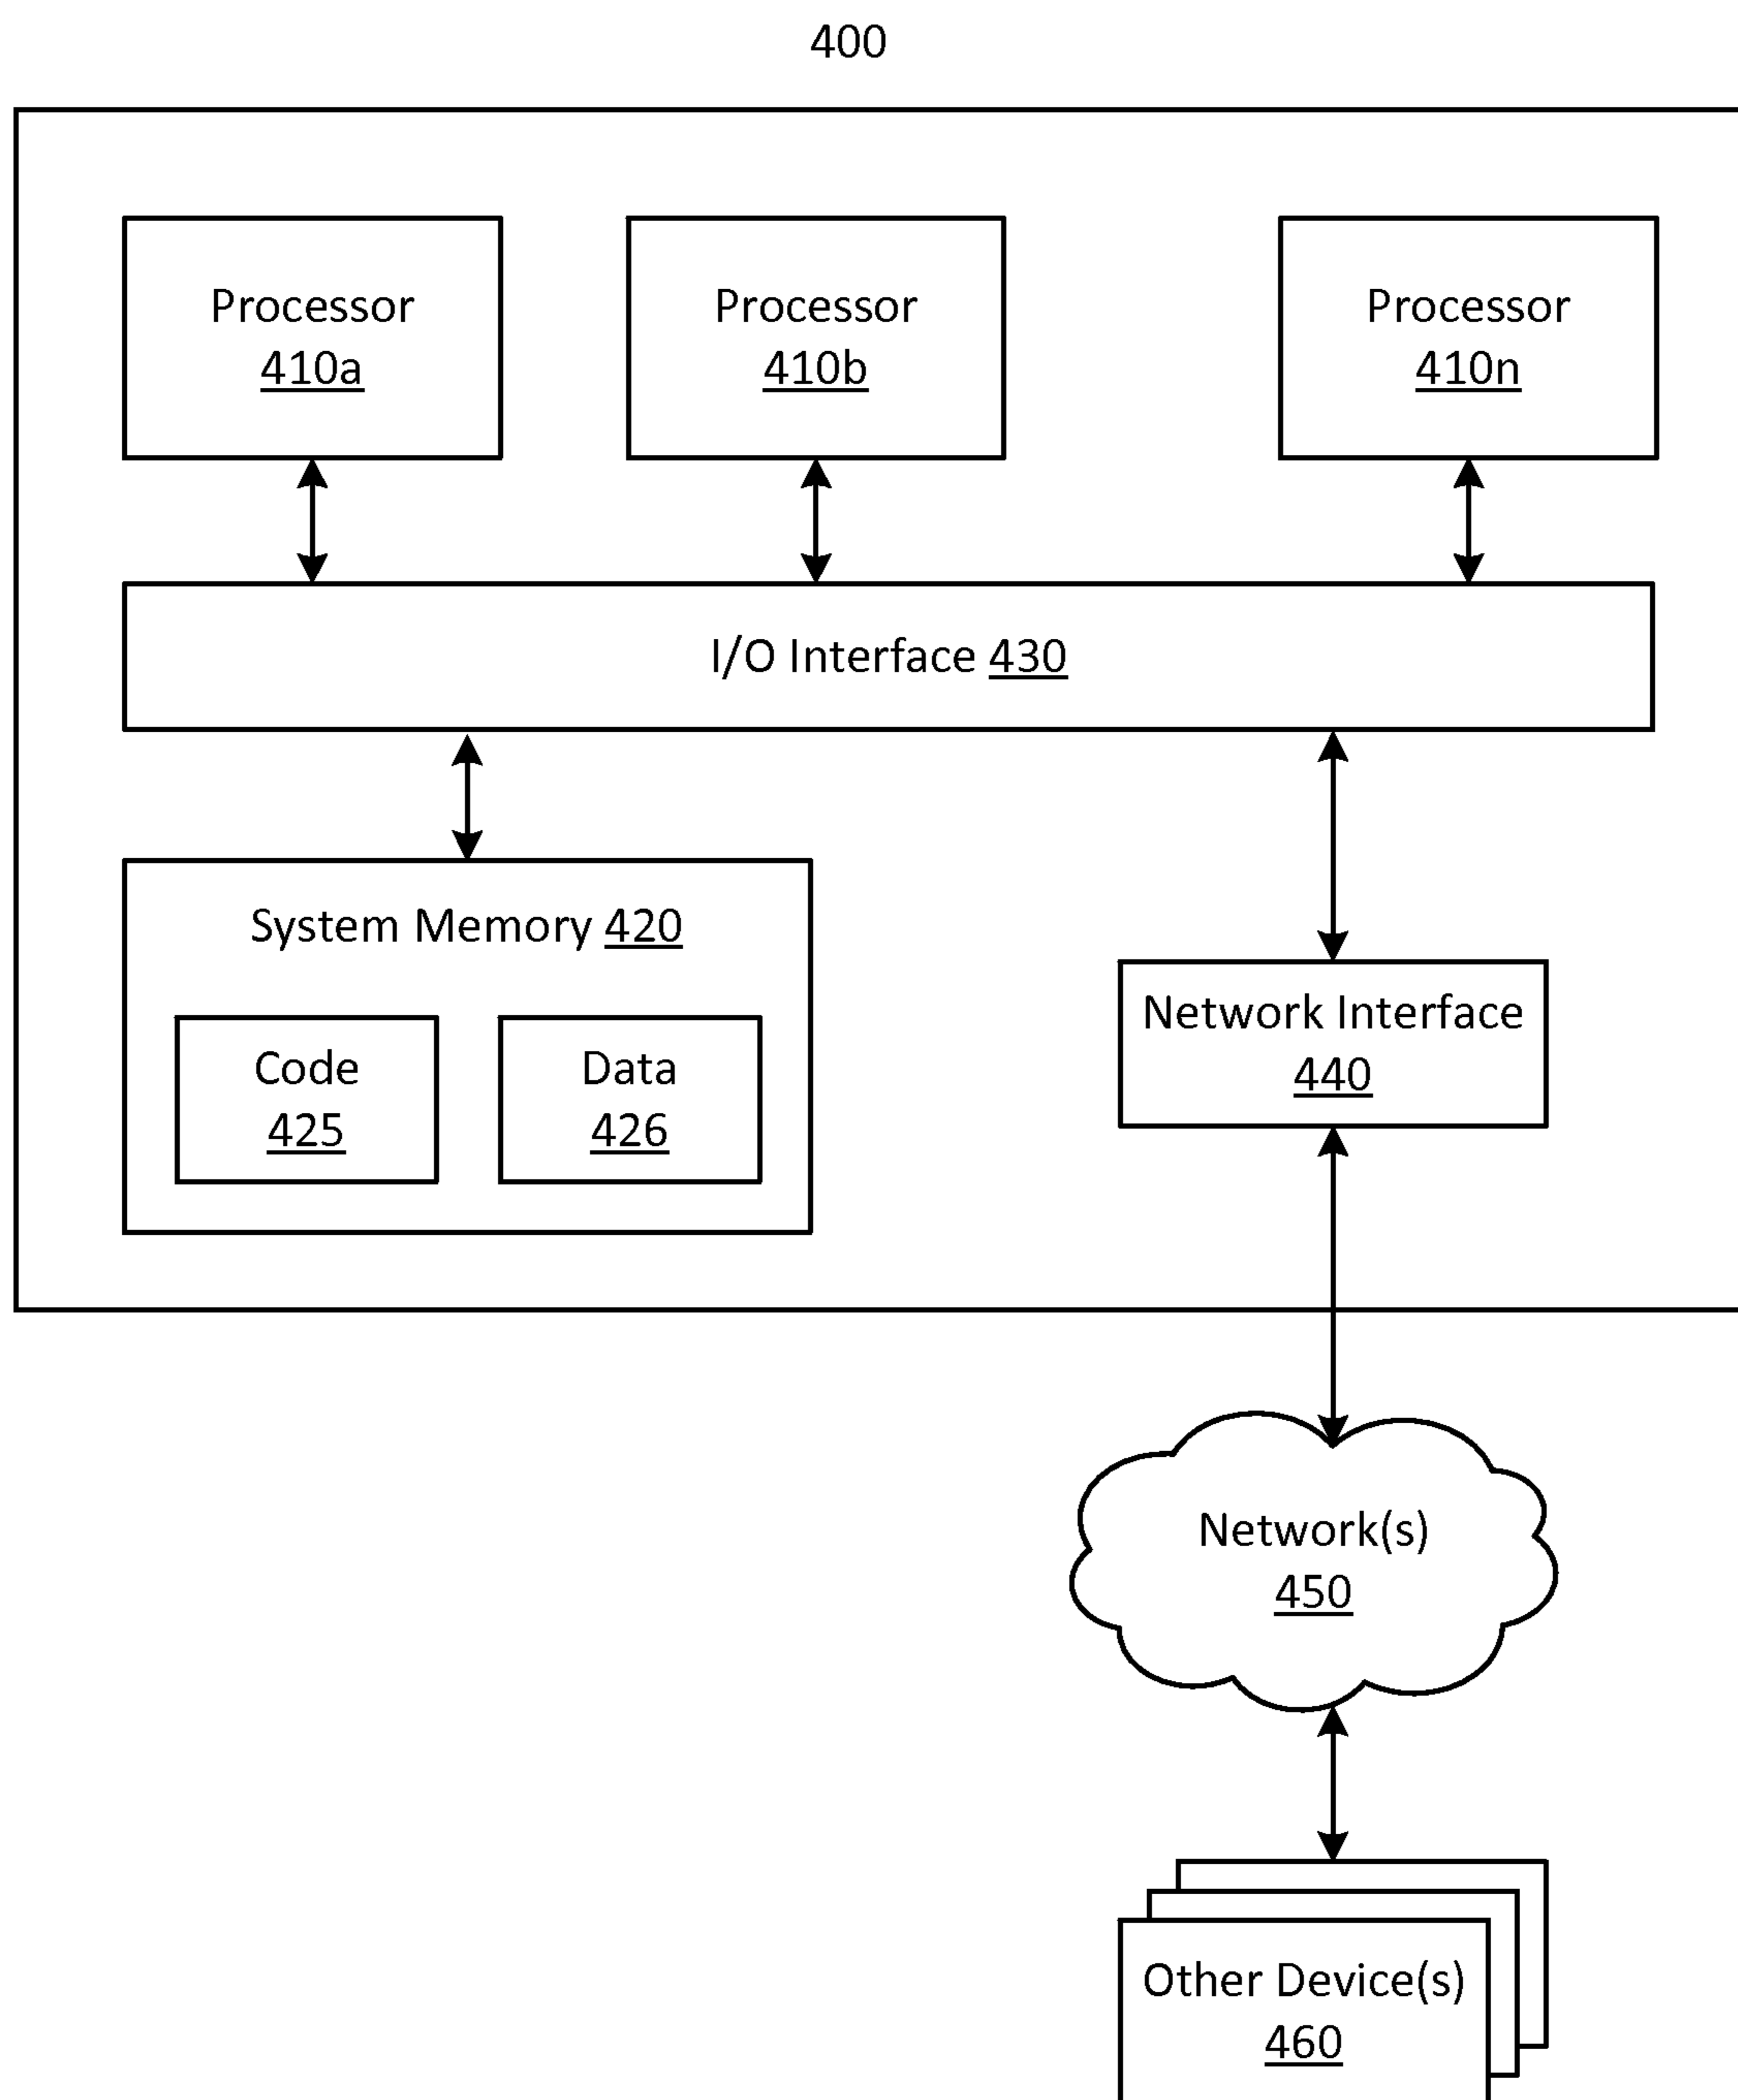 400
Processor Processor Processor
410a 410b 410n
I/O Interface 430
System Memory 420
Network Interface
440
Code Data
425 426
Network(s)
450
Other Device(s)
460